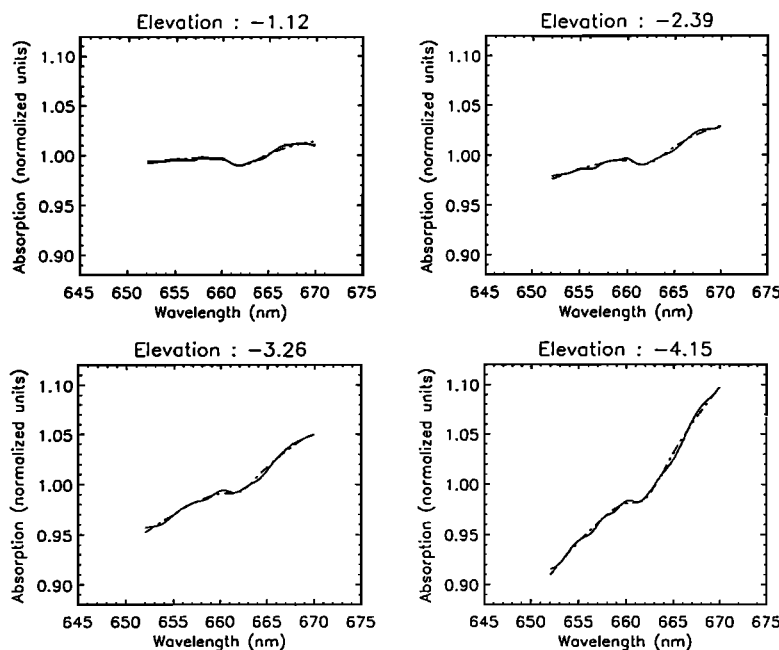 Elevation : −1.12
Absorption (normalized units)
1.10
1.05
1.00
0.95
0.90
645 650 655 660 665 670 675
Wavelength (nm)
Elevation : −2.39
Absorption (normalized units)
1.10
1.05
1.00
0.95
0.90
645 650 655 660 665 670 675
Wavelength (nm)
Elevation : −3.26
Absorption (normalized units)
1.10
1.05
1.00
0.95
0.90
645 650 655 660 665 670 675
Wavelength (nm)
Elevation : −4.15
Absorption (normalized units)
1.10
1.05
1.00
0.95
0.90
645 650 655 660 665 670 675
Wavelength (nm)